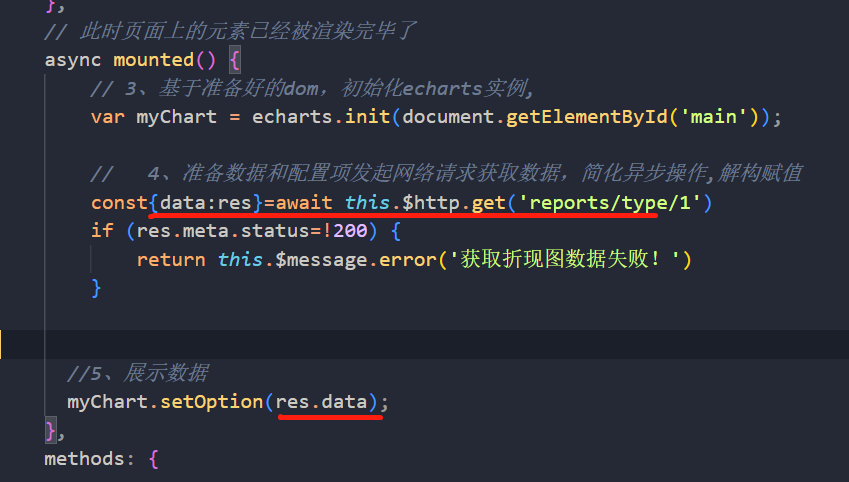 },
// 此时页面上的元素已经被渲染完毕了
async mounted() {
// 3、基于准备好的dom，初始化echarts实例,
var myChart = echarts.init(document.getElementById('main'));
//   4、准备数据和配置项发起网络请求获取数据，简化异步操作,解构赋值
const{data:res}=await this.$http.get('reports/type/1')
if (res.meta.status=!200) {
return this.$message.error('获取折现图数据失败！')
}
//5、展示数据
myChart.setOption(res.data);
},
methods: {